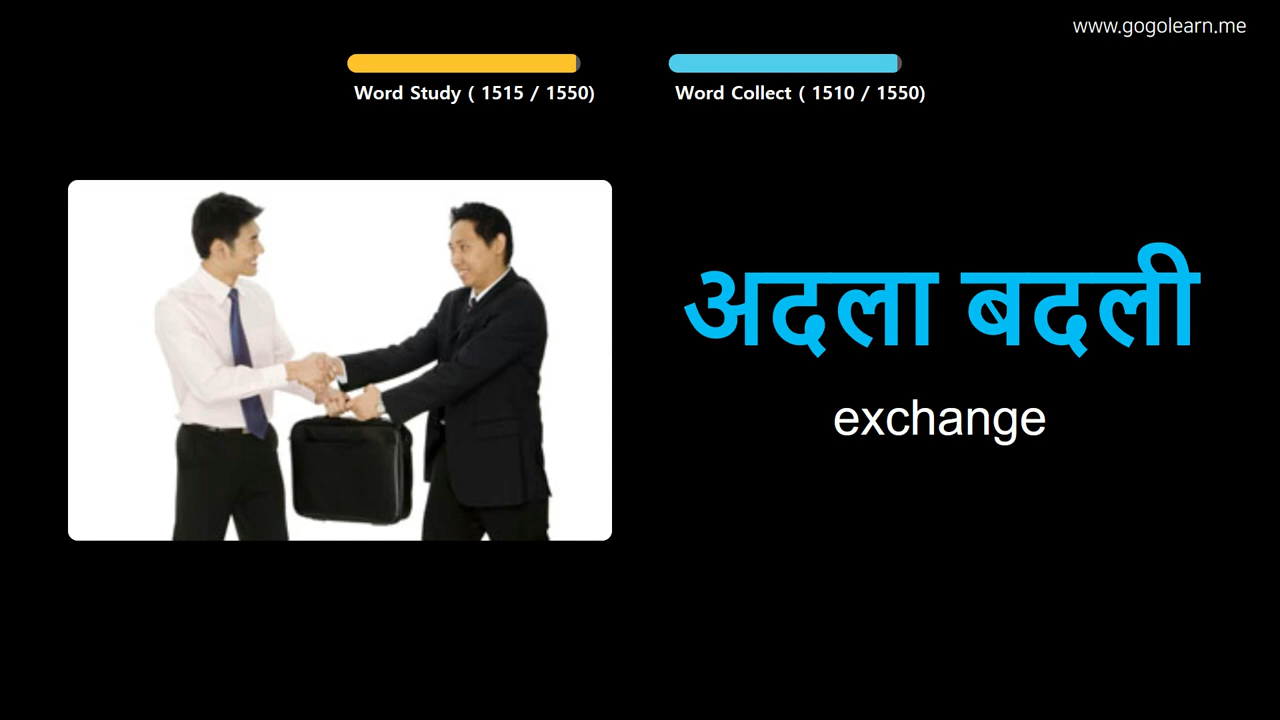 www.gogolearn.me
Word Study ( 1515 / 1550)
Word Collect ( 1510 / 1550)
अदला बदली
exchange